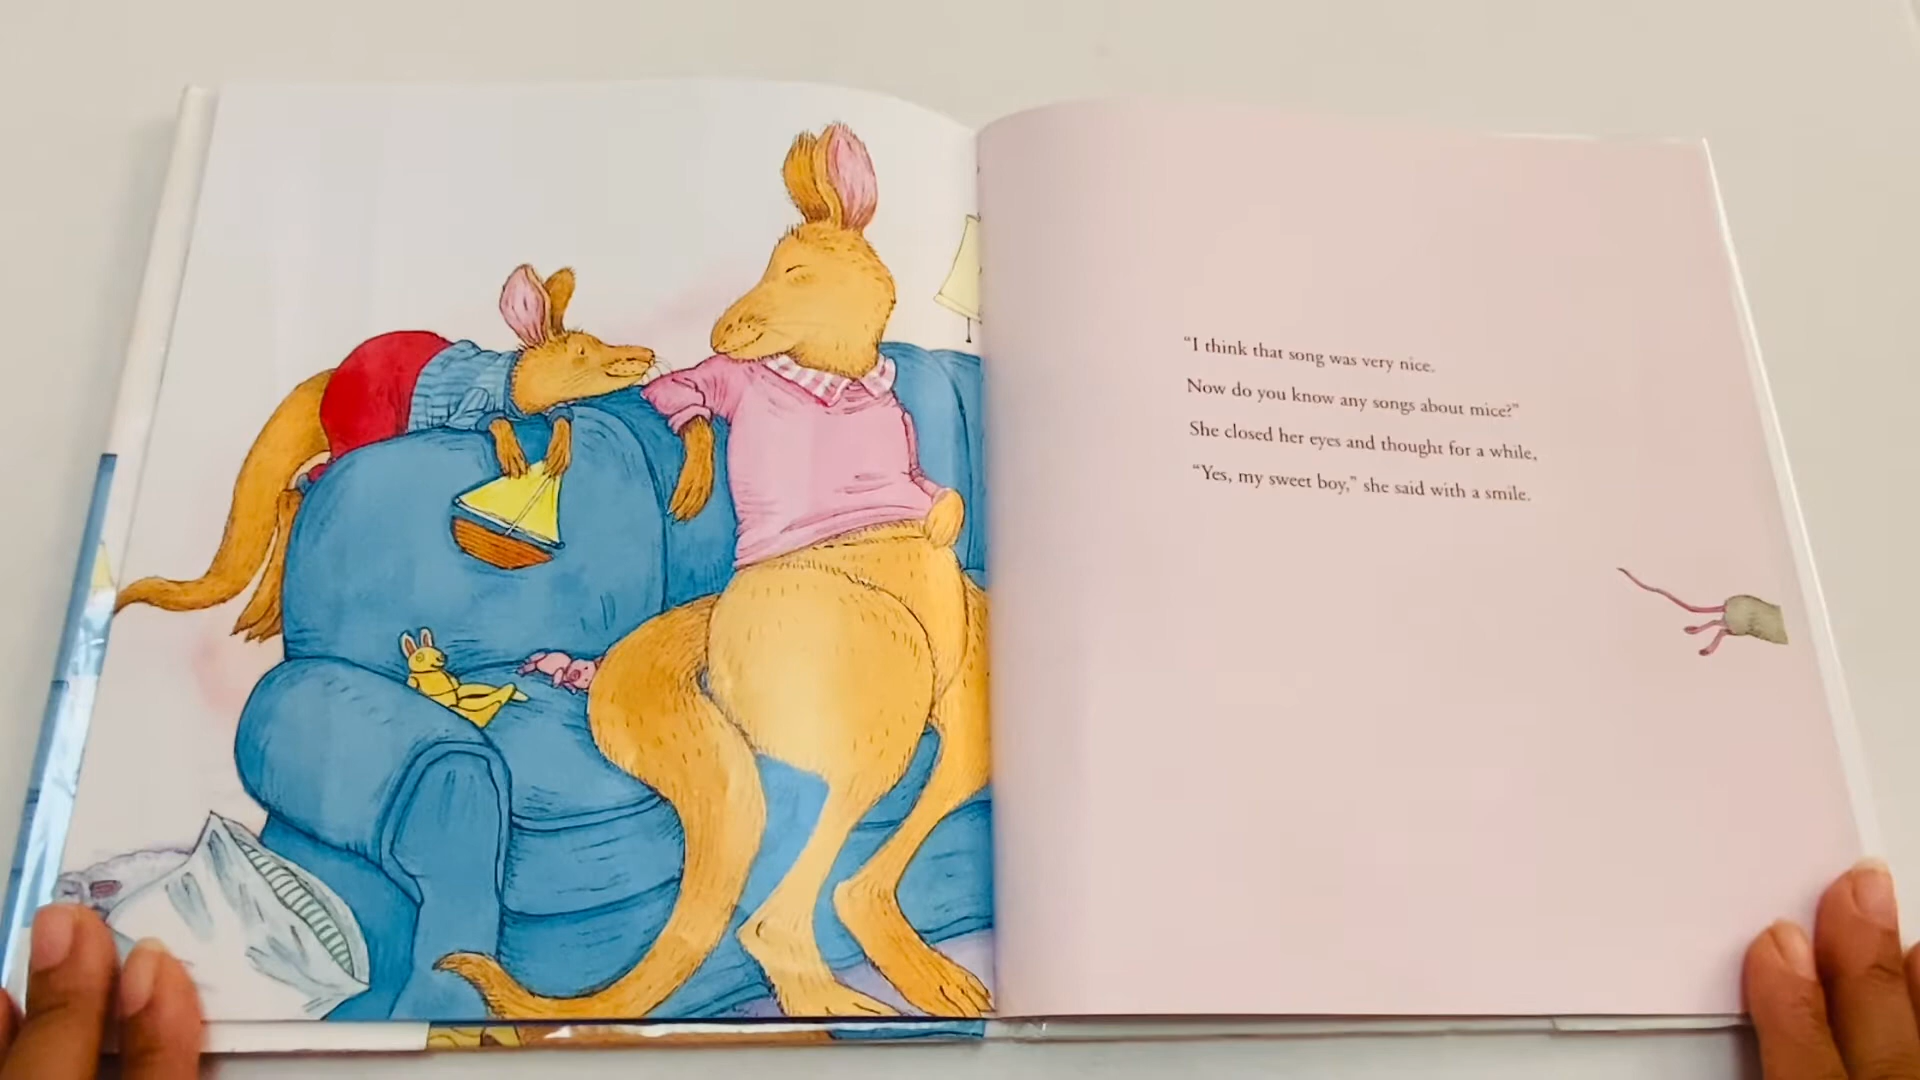 “I think that song was very nice.
Now do you know any songs about mice?”
She closed her eyes and thought for a while,
“Yes, my sweet boy,” she said with a smile.